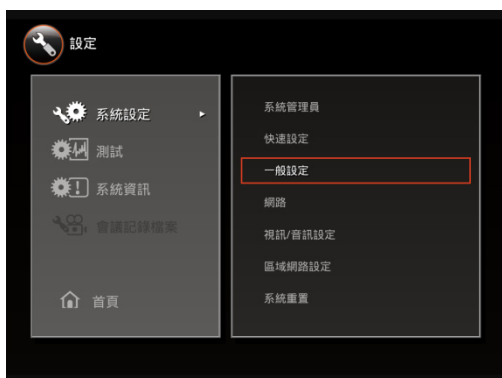 設定
系統設定
測試
系統資訊
會議記錄檔案
首頁
系統管理員
快速設定
一般設定
網路
視訊/音訊設定
區域網路設定
系統重置